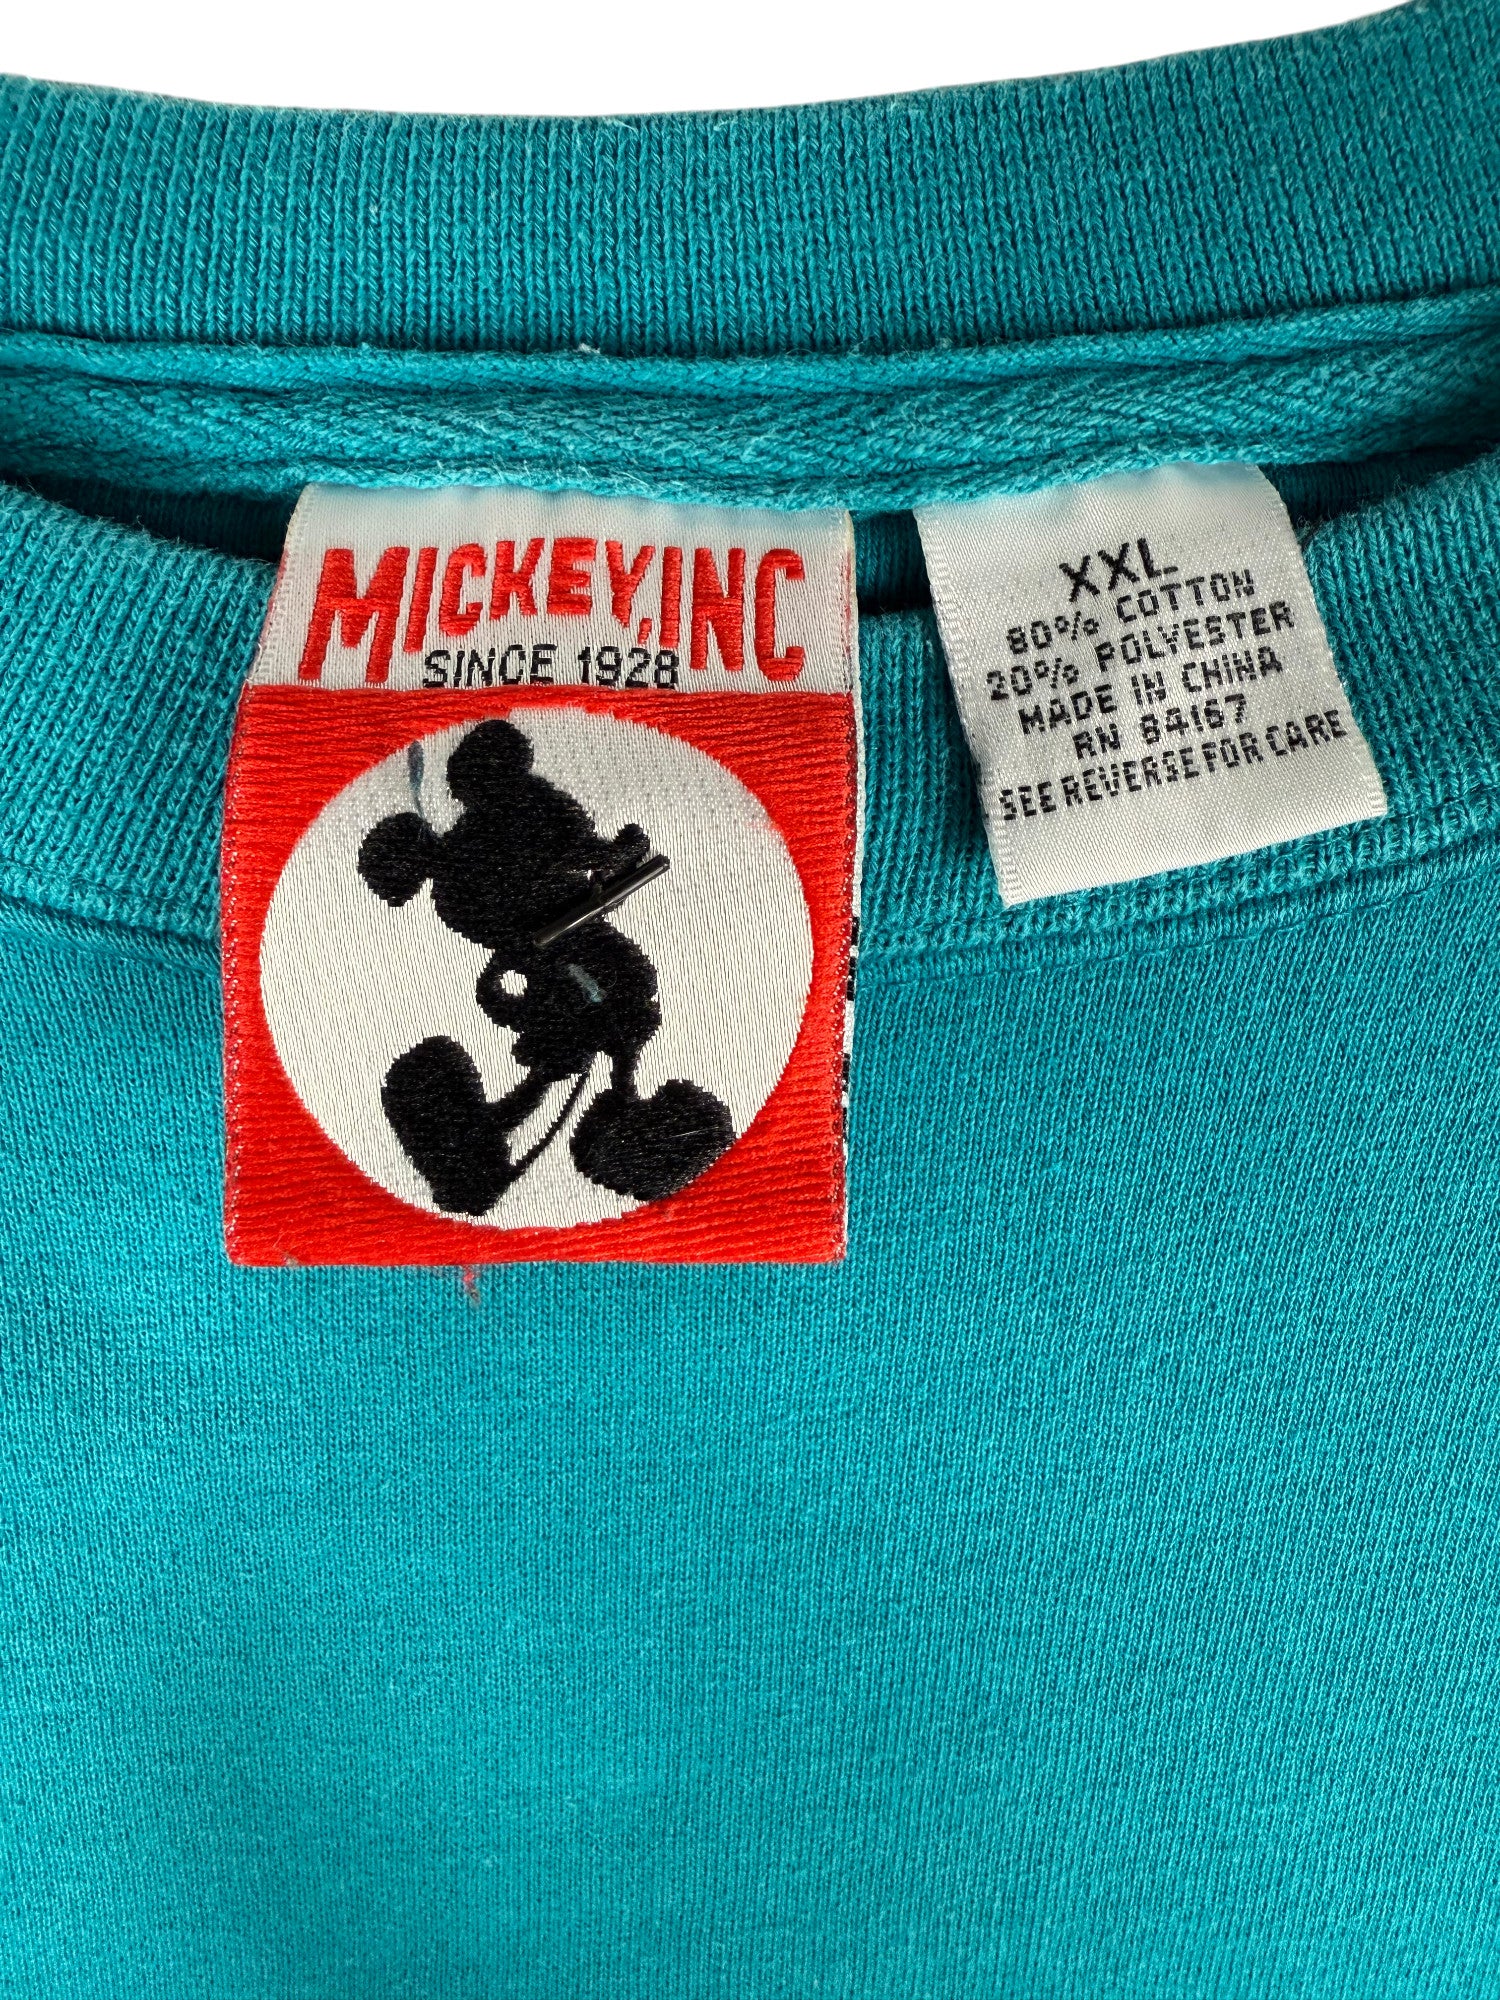 MICKEY, INC
SINCE 1928
XXL
80% COTTON
20% POLYESTER
MADE IN CHINA
RN 84167
SEE REVERSE FOR CARE